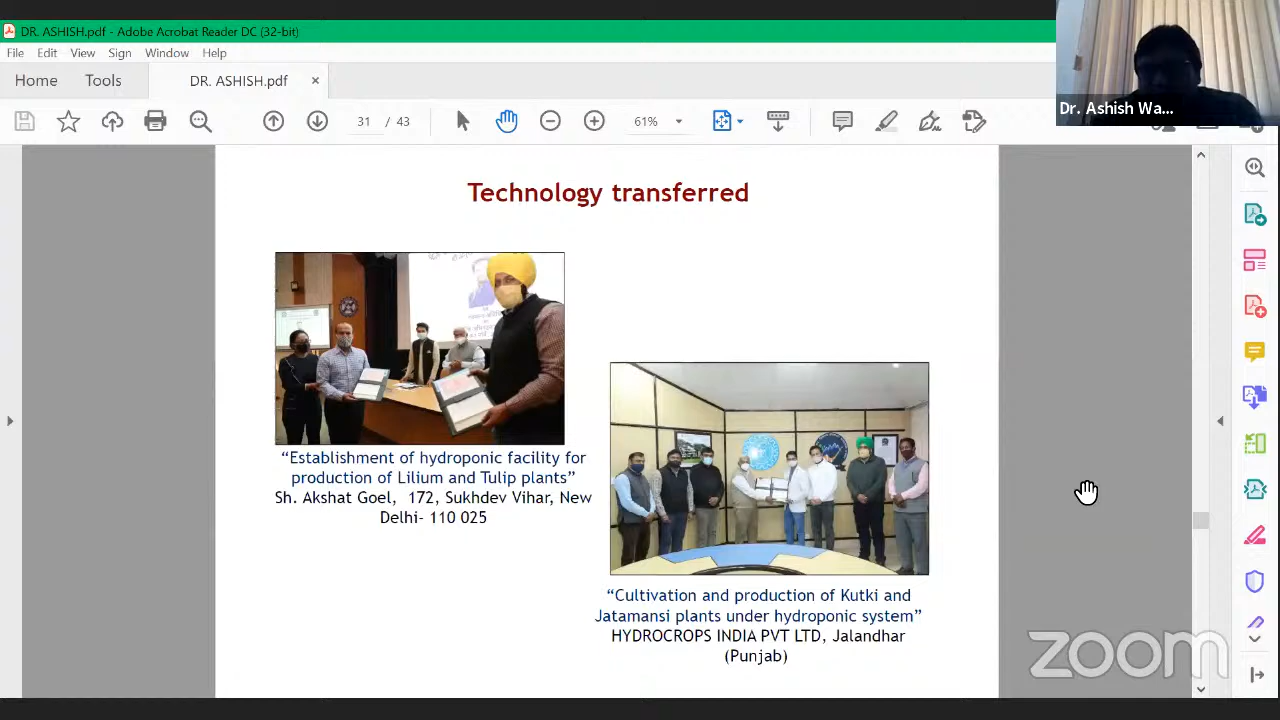 DR. ASHISH.pdf - Adobe Acrobat Reader DC (32-bit)
File Edit View Sign Window Help
Home Tools DR. ASHISH.pdf ×
31 / 43 61%
Dr. Ashish Wa...
Technology transferred
“Establishment of hydroponic facility for
production of Lilium and Tulip plants”
Sh. Akshat Goel, 172, Sukhdev Vihar, New
Delhi- 110 025
“Cultivation and production of Kutki and
Jatamansi plants under hydroponic system”
HYDROCROPS INDIA PVT LTD, Jalandhar
(Punjab)
zoom